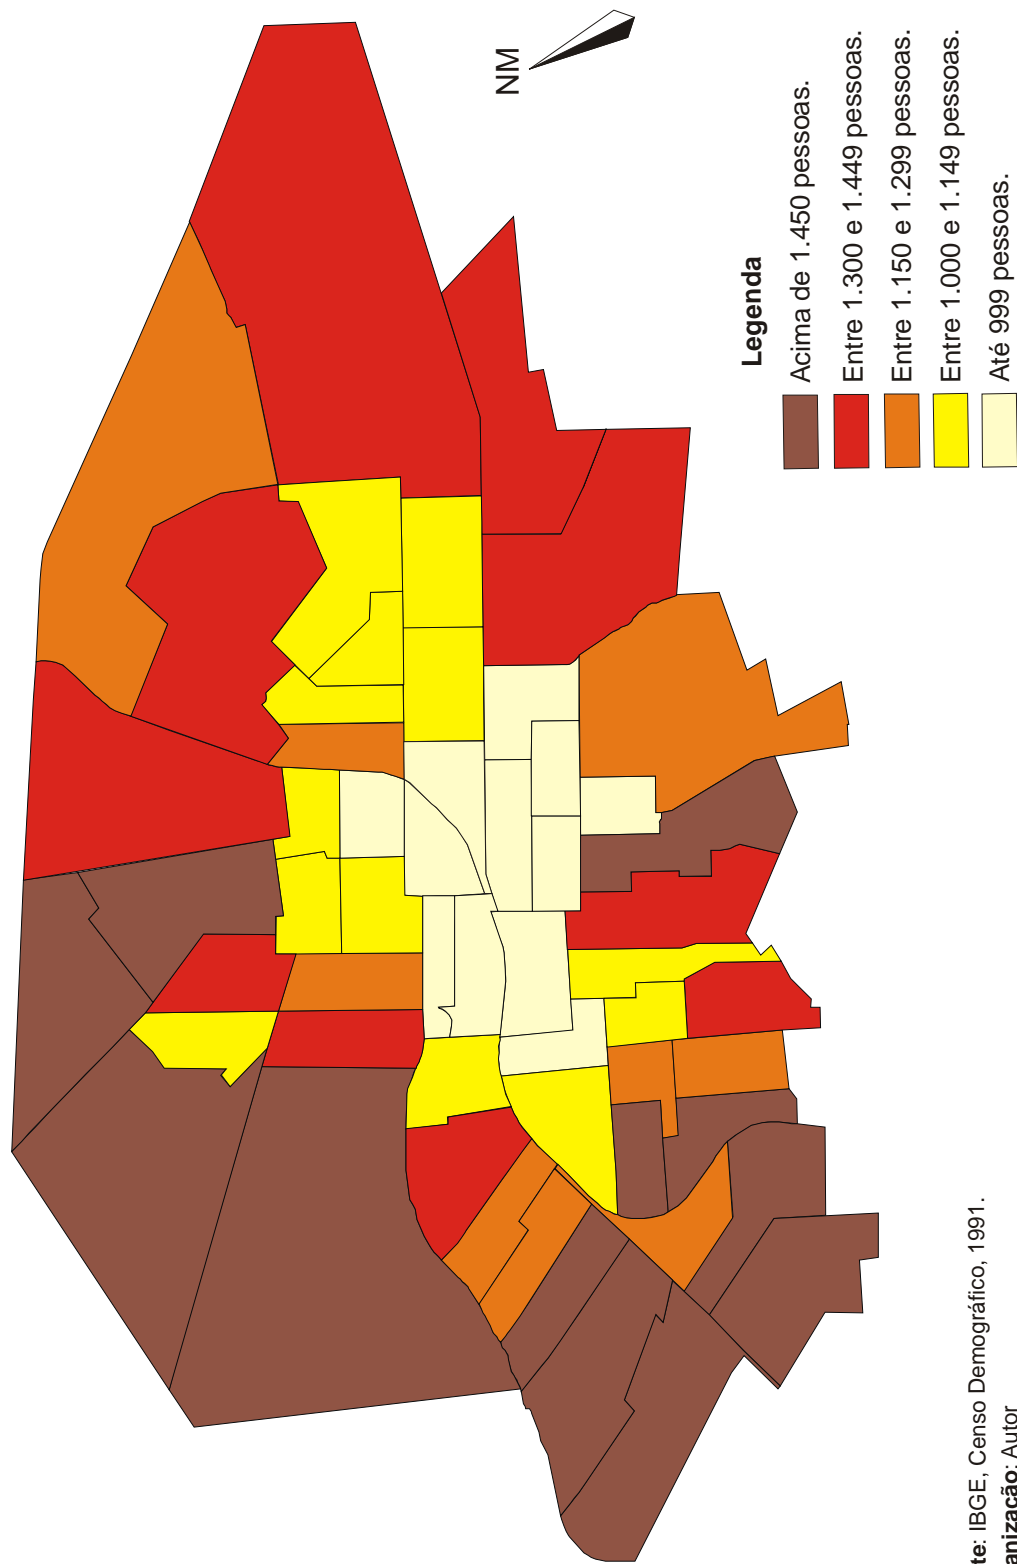 NM
Legenda
Acima de 1.450 pessoas.
Entre 1.300 e 1.449 pessoas.
Entre 1.150 e 1.299 pessoas.
Entre 1.000 e 1.149 pessoas.
Até 999 pessoas.
te: IBGE, Censo Demográfico, 1991.
anização: Autor